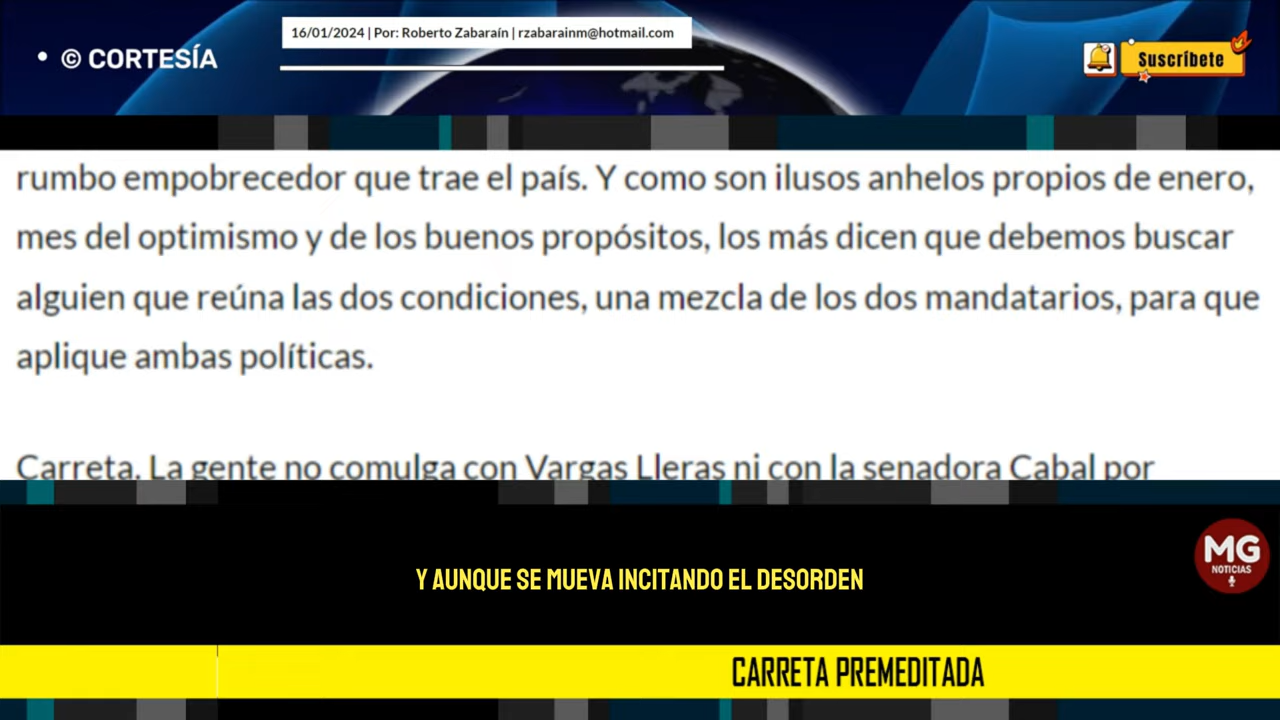 16/01/2024 | Por: Roberto Zabaraín | rzabarainm@hotmail.com
• © CORTESÍA
Suscríbete
rumbo empobrecedor que trae el país. Y como son ilusos anhelos propios de enero,
mes del optimismo y de los buenos propósitos, los más dicen que debemos buscar
alguien que reúna las dos condiciones, una mezcla de los dos mandatarios, para que
aplique ambas políticas.
Carreta. La gente no comulga con Vargas Lleras ni con la senadora Cabal por
MG
NOTICIAS
Y AUNQUE SE MUEVA INCITANDO EL DESORDEN
CARRETA PREMEDITADA